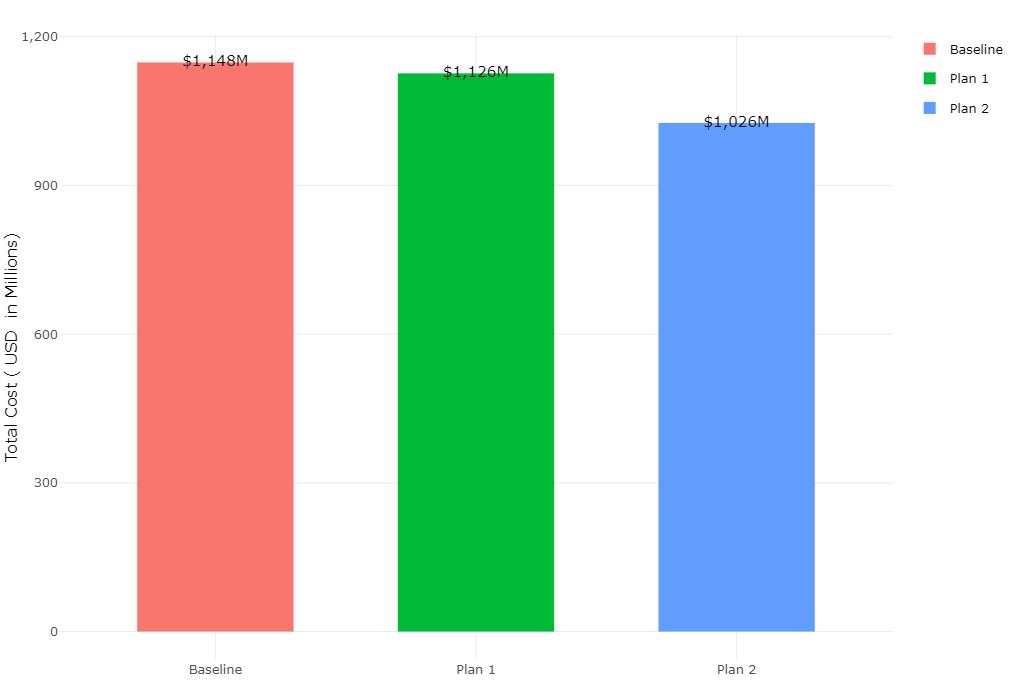 1,200
900
600
300
0
Total Cost ( USD  in Millions)
$1,148M
$1,126M
$1,026M
Baseline
Plan 1
Plan 2
Baseline
Plan 1
Plan 2